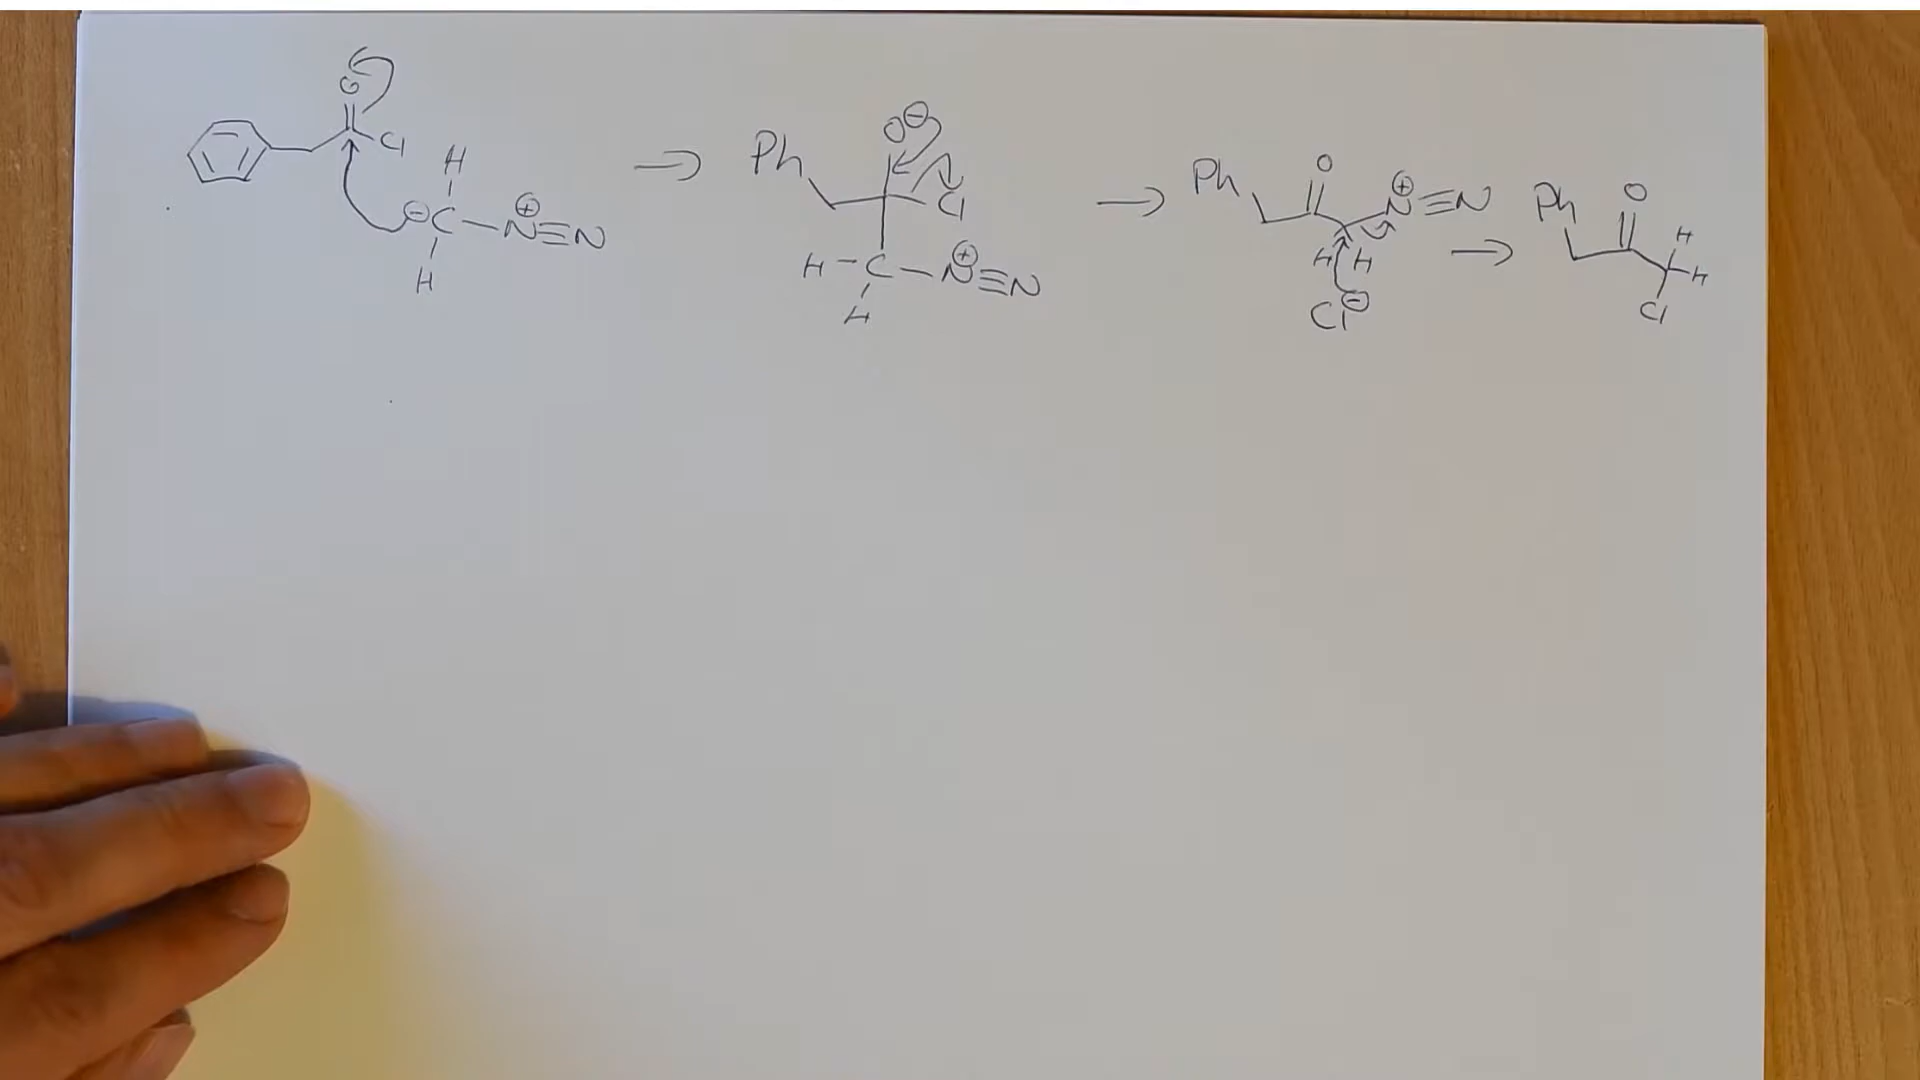 O Cl H ⊖ C H N⊕≡N → Ph O⊖ Cl H C H N⊕≡N → Ph O H H N⊕≡N Cl⊖ → Ph O H H Cl